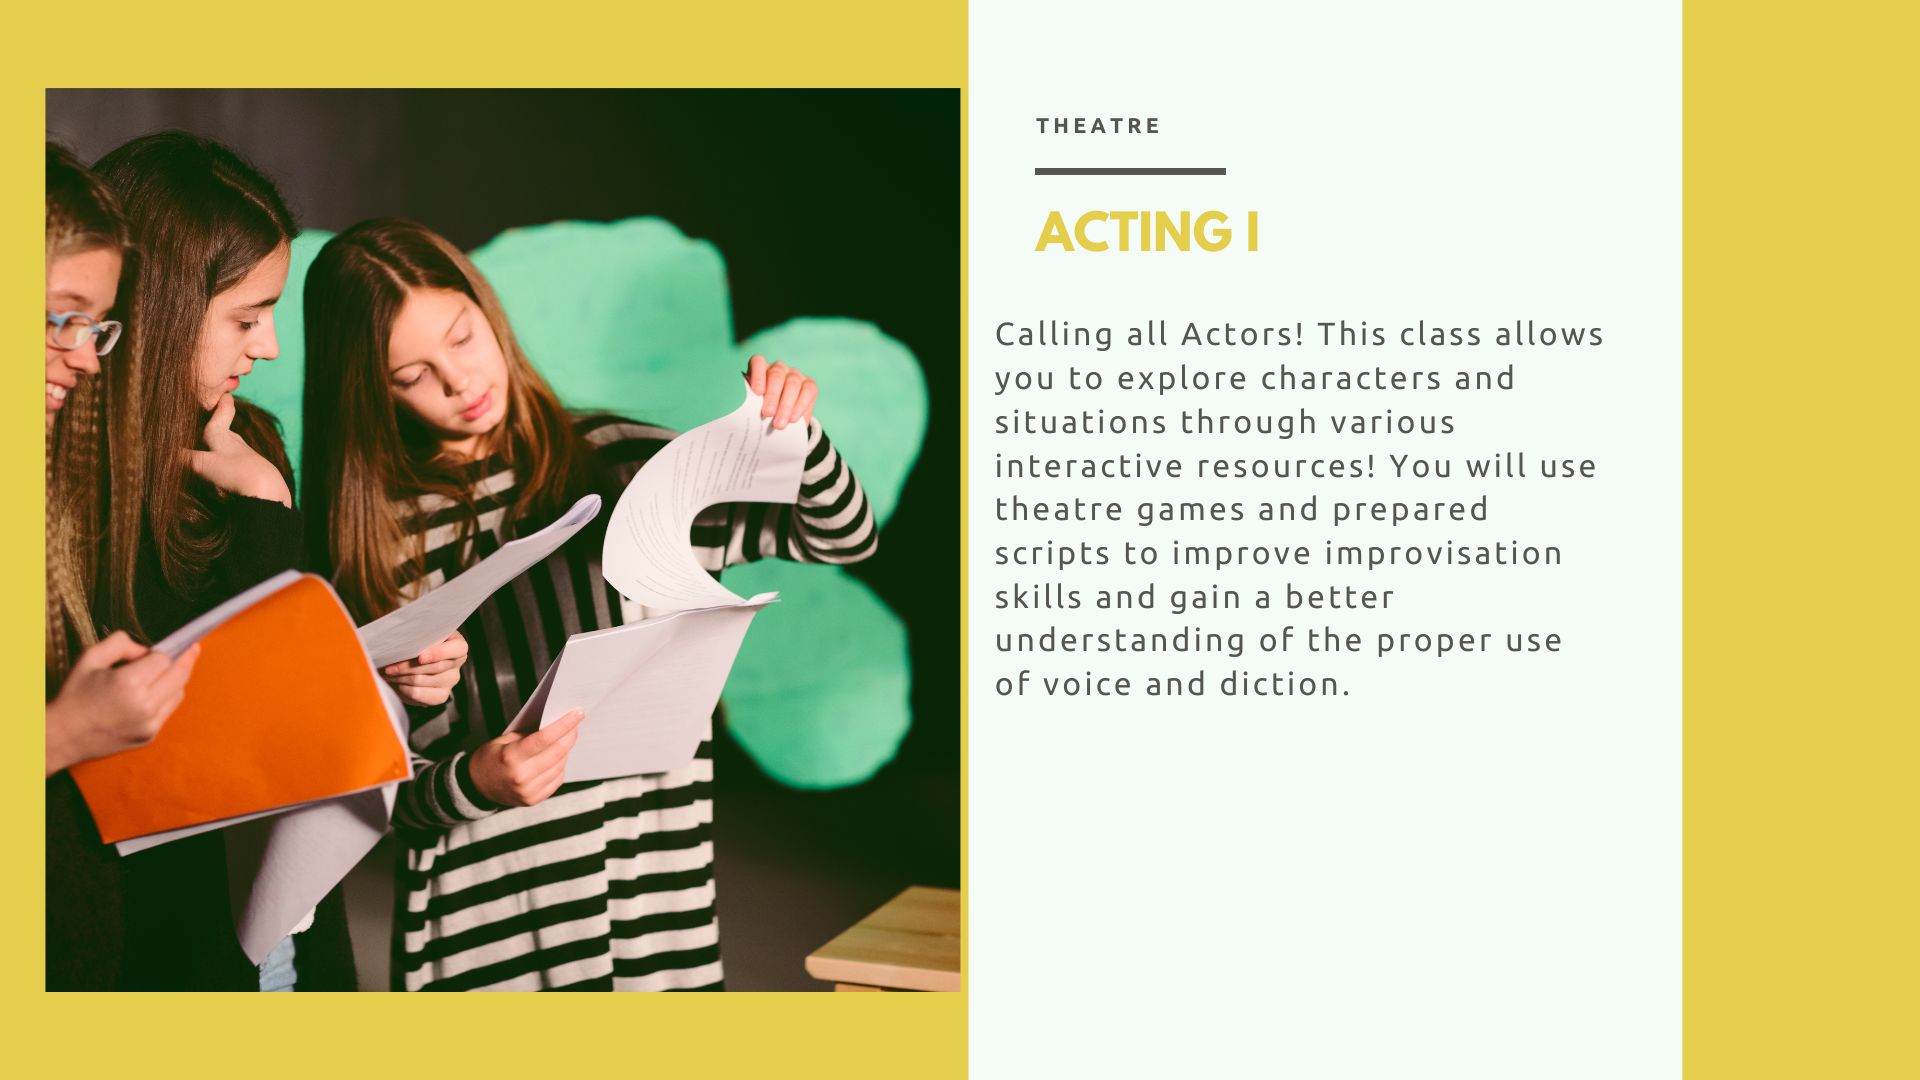 THEATRE
ACTING I
Calling all Actors! This class allows
you to explore characters and
situations through various
interactive resources! You will use
theatre games and prepared
scripts to improve improvisation
skills and gain a better
understanding of the proper use
of voice and diction.